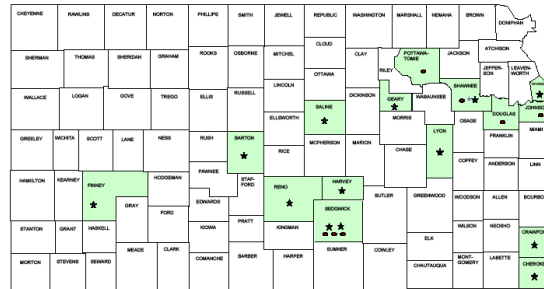 CHEYENNE RAWLINS DECATUR NORTON PHILLIPS SMITH JEWELL REPUBLIC WASHINGTON MARSHALL NEMAHA BROWN
DONIPHAN
CLOUD
POTTAWA-
TOMIE
JACKSON
ATCHISON
SHERMAN THOMAS SHERIDAN GRAHAM ROOKS OSBORNE MITCHEL CLAY RILEY
OTTAWA
JEFFER-
SON
LEAVEN-
WORTH
LINCOLN
WALLACE LOGAN GOVE TREGO ELLIS RUSSELL DICKINSON GEARY WABAUNSEE SHAWNEE
SALINE
ELLSWORTH
MORRIS
OSAGE
DOUGLAS
JOHNSON
GREELEY WICHITA SCOTT LANE NESS RUSH BARTON
RICE
MCPHERSON MARION
CHASE
LYON
FRANKLIN
MIAMI
PAWNEE
COFFEY ANDERSON LINN
HAMILTON KEARNEY FINNEY HODGEMAN
STAF-
FORD
RENO HARVEY
EDWARDS
BUTLER GREENWOOD WOODSON ALLEN BOURBO
GRAY
FORD
SEDGWICK
STANTON GRANT HASKELL KIOWA PRATT KINGMAN
ELK
WILSON NEOSHO
CRAWFOR
MEADE CLARK
SUMNER COWLEY
MORTON STEVENS SEWARD COMANCHE BARBER HARPER CHAUTAUQUA
MONT-
GOMERY
LABETTE
CHEROKE